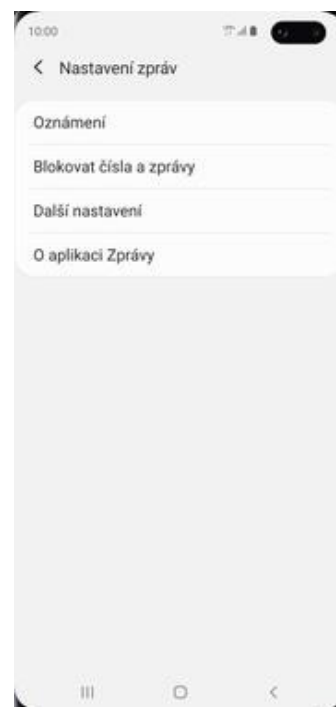 10:00
Nastavení zpráv
Oznámení
Blokovat čísla a zprávy
Další nastavení
O aplikaci Zprávy